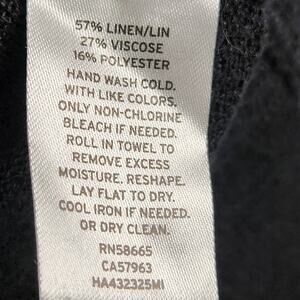 57% LINEN/LIN
27% VISCOSE
16% POLYESTER
HAND WASH COLD.
WITH LIKE COLORS.
ONLY NON-CHLORINE
BLEACH IF NEEDED.
ROLL IN TOWEL TO
REMOVE EXCESS
MOISTURE. RESHAPE.
LAY FLAT TO DRY.
COOL IRON IF NEEDED.
OR DRY CLEAN.
RN58665
CA57963
HA432325MI